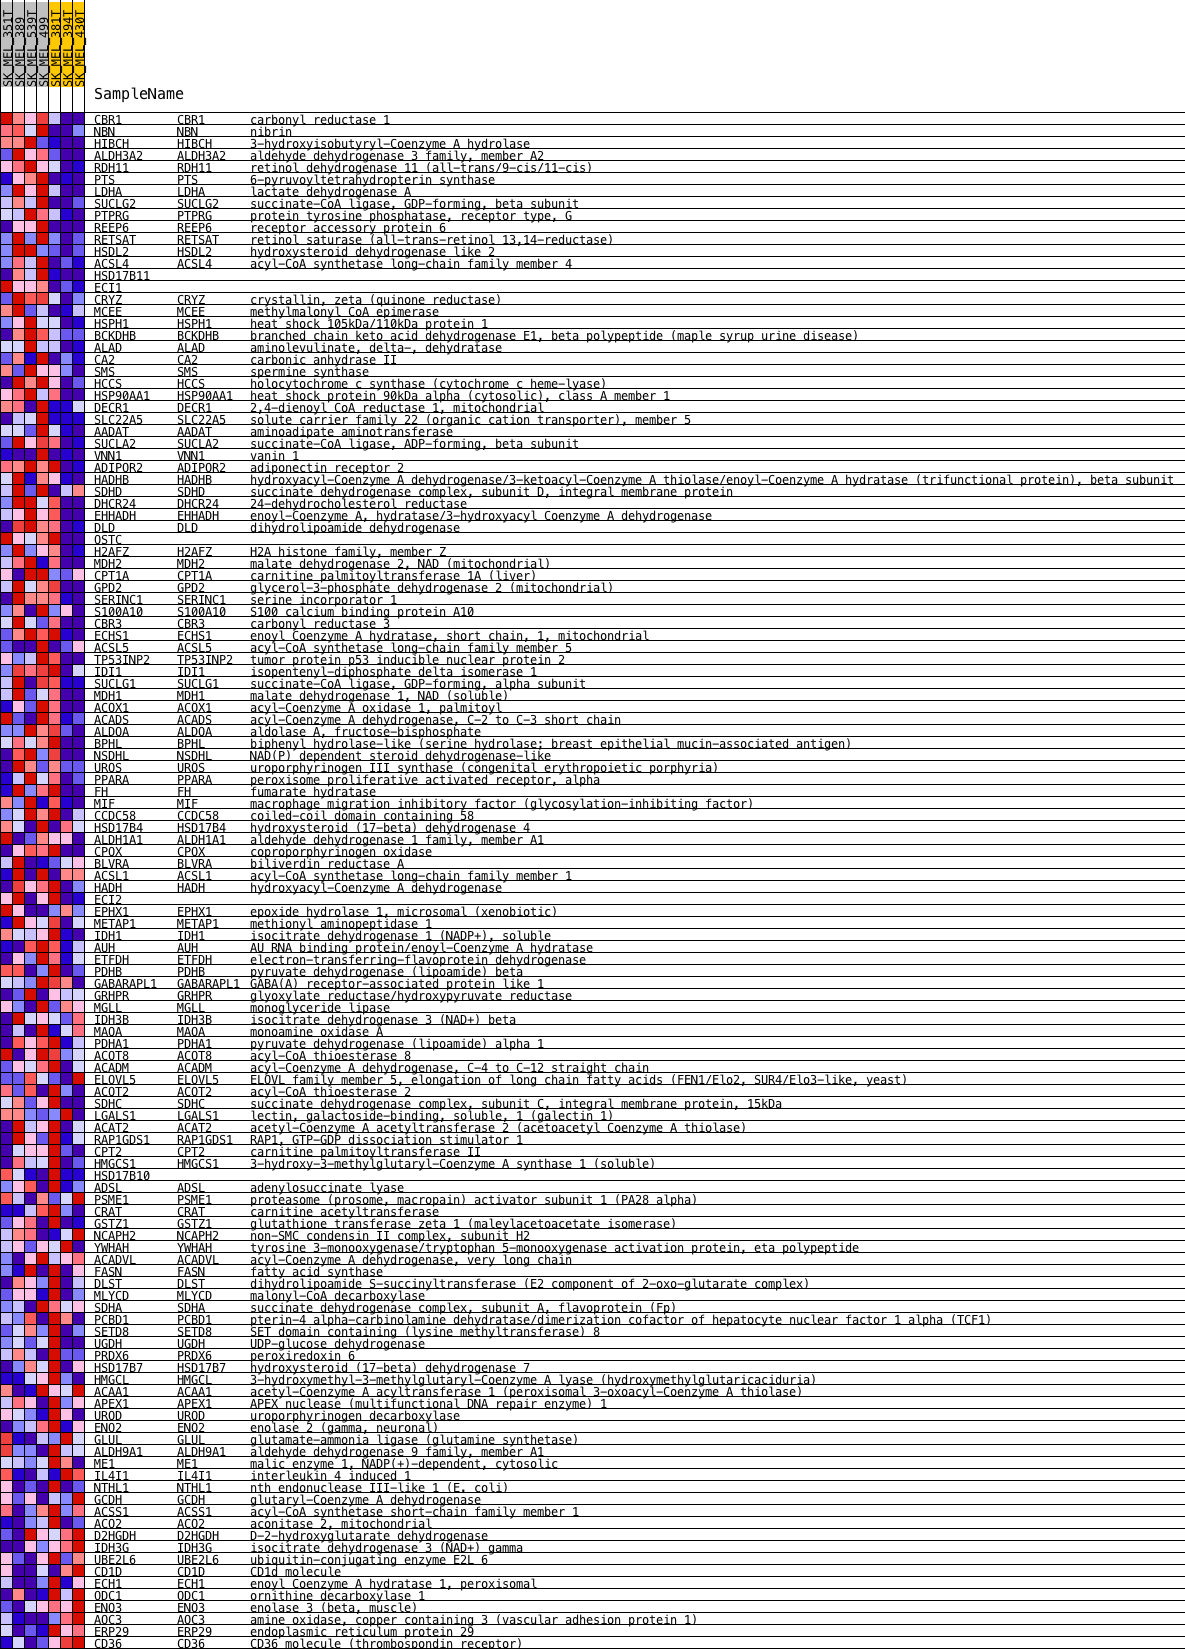 SK_MEL_351T
SK_MEL_389
SK_MEL_539T
SK_MEL_499
SK_MEL_381T
SK_MEL_394T
SK_MEL_430T
SampleName
CBR1 CBR1 carbonyl reductase 1
NBN NBN nibrin
HIBCH HIBCH 3-hydroxyisobutyryl-Coenzyme A hydrolase
ALDH3A2 ALDH3A2 aldehyde dehydrogenase 3 family, member A2
RDH11 RDH11 retinol dehydrogenase 11 (all-trans/9-cis/11-cis)
PTS PTS 6-pyruvoyltetrahydropterin synthase
LDHA LDHA lactate dehydrogenase A
SUCLG2 SUCLG2 succinate-CoA ligase, GDP-forming, beta subunit
PTPRG PTPRG protein tyrosine phosphatase, receptor type, G
REEP6 REEP6 receptor accessory protein 6
RETSAT RETSAT retinol saturase (all-trans-retinol 13,14-reductase)
HSDL2 HSDL2 hydroxysteroid dehydrogenase like 2
ACSL4 ACSL4 acyl-CoA synthetase long-chain family member 4
HSD17B11
ECI1
CRYZ CRYZ crystallin, zeta (quinone reductase)
MCEE MCEE methylmalonyl CoA epimerase
HSPH1 HSPH1 heat shock 105kDa/110kDa protein 1
BCKDHB BCKDHB branched chain keto acid dehydrogenase E1, beta polypeptide (maple syrup urine disease)
ALAD ALAD aminolevulinate, delta-, dehydratase
CA2 CA2 carbonic anhydrase II
SMS SMS spermine synthase
HCCS HCCS holocytochrome c synthase (cytochrome c heme-lyase)
HSP90AA1 HSP90AA1 heat shock protein 90kDa alpha (cytosolic), class A member 1
DECR1 DECR1 2,4-dienoyl CoA reductase 1, mitochondrial
SLC22A5 SLC22A5 solute carrier family 22 (organic cation transporter), member 5
AADAT AADAT aminoadipate aminotransferase
SUCLA2 SUCLA2 succinate-CoA ligase, ADP-forming, beta subunit
VNN1 VNN1 vanin 1
ADIPOR2 ADIPOR2 adiponectin receptor 2
HADHB HADHB hydroxyacyl-Coenzyme A dehydrogenase/3-ketoacyl-Coenzyme A thiolase/enoyl-Coenzyme A hydratase (trifunctional protein), beta subunit
SDHD SDHD succinate dehydrogenase complex, subunit D, integral membrane protein
DHCR24 DHCR24 24-dehydrocholesterol reductase
EHHADH EHHADH enoyl-Coenzyme A, hydratase/3-hydroxyacyl Coenzyme A dehydrogenase
DLD DLD dihydrolipoamide dehydrogenase
OSTC
H2AFZ H2AFZ H2A histone family, member Z
MDH2 MDH2 malate dehydrogenase 2, NAD (mitochondrial)
CPT1A CPT1A carnitine palmitoyltransferase 1A (liver)
GPD2 GPD2 glycerol-3-phosphate dehydrogenase 2 (mitochondrial)
SERINC1 SERINC1 serine incorporator 1
S100A10 S100A10 S100 calcium binding protein A10
CBR3 CBR3 carbonyl reductase 3
ECHS1 ECHS1 enoyl Coenzyme A hydratase, short chain, 1, mitochondrial
ACSL5 ACSL5 acyl-CoA synthetase long-chain family member 5
TP53INP2 TP53INP2 tumor protein p53 inducible nuclear protein 2
IDI1 IDI1 isopentenyl-diphosphate delta isomerase 1
SUCLG1 SUCLG1 succinate-CoA ligase, GDP-forming, alpha subunit
MDH1 MDH1 malate dehydrogenase 1, NAD (soluble)
ACOX1 ACOX1 acyl-Coenzyme A oxidase 1, palmitoyl
ACADS ACADS acyl-Coenzyme A dehydrogenase, C-2 to C-3 short chain
ALDOA ALDOA aldolase A, fructose-bisphosphate
BPHL BPHL biphenyl hydrolase-like (serine hydrolase; breast epithelial mucin-associated antigen)
NSDHL NSDHL NAD(P) dependent steroid dehydrogenase-like
UROS UROS uroporphyrinogen III synthase (congenital erythropoietic porphyria)
PPARA PPARA peroxisome proliferative activated receptor, alpha
FH FH fumarate hydratase
MIF MIF macrophage migration inhibitory factor (glycosylation-inhibiting factor)
CCDC58 CCDC58 coiled-coil domain containing 58
HSD17B4 HSD17B4 hydroxysteroid (17-beta) dehydrogenase 4
ALDH1A1 ALDH1A1 aldehyde dehydrogenase 1 family, member A1
CPOX CPOX coproporphyrinogen oxidase
BLVRA BLVRA biliverdin reductase A
ACSL1 ACSL1 acyl-CoA synthetase long-chain family member 1
HADH HADH hydroxyacyl-Coenzyme A dehydrogenase
ECI2
EPHX1 EPHX1 epoxide hydrolase 1, microsomal (xenobiotic)
METAP1 METAP1 methionyl aminopeptidase 1
IDH1 IDH1 isocitrate dehydrogenase 1 (NADP+), soluble
AUH AUH AU RNA binding protein/enoyl-Coenzyme A hydratase
ETFDH ETFDH electron-transferring-flavoprotein dehydrogenase
PDHB PDHB pyruvate dehydrogenase (lipoamide) beta
GABARAPL1 GABARAPL1 GABA(A) receptor-associated protein like 1
GRHPR GRHPR glyoxylate reductase/hydroxypyruvate reductase
MGLL MGLL monoglyceride lipase
IDH3B IDH3B isocitrate dehydrogenase 3 (NAD+) beta
MAOA MAOA monoamine oxidase A
PDHA1 PDHA1 pyruvate dehydrogenase (lipoamide) alpha 1
ACOT8 ACOT8 acyl-CoA thioesterase 8
ACADM ACADM acyl-Coenzyme A dehydrogenase, C-4 to C-12 straight chain
ELOVL5 ELOVL5 ELOVL family member 5, elongation of long chain fatty acids (FEN1/Elo2, SUR4/Elo3-like, yeast)
ACOT2 ACOT2 acyl-CoA thioesterase 2
SDHC SDHC succinate dehydrogenase complex, subunit C, integral membrane protein, 15kDa
LGALS1 LGALS1 lectin, galactoside-binding, soluble, 1 (galectin 1)
ACAT2 ACAT2 acetyl-Coenzyme A acetyltransferase 2 (acetoacetyl Coenzyme A thiolase)
RAP1GDS1 RAP1GDS1 RAP1, GTP-GDP dissociation stimulator 1
CPT2 CPT2 carnitine palmitoyltransferase II
HMGCS1 HMGCS1 3-hydroxy-3-methylglutaryl-Coenzyme A synthase 1 (soluble)
HSD17B10
ADSL ADSL adenylosuccinate lyase
PSME1 PSME1 proteasome (prosome, macropain) activator subunit 1 (PA28 alpha)
CRAT CRAT carnitine acetyltransferase
GSTZ1 GSTZ1 glutathione transferase zeta 1 (maleylacetoacetate isomerase)
NCAPH2 NCAPH2 non-SMC condensin II complex, subunit H2
YWHAH YWHAH tyrosine 3-monooxygenase/tryptophan 5-monooxygenase activation protein, eta polypeptide
ACADVL ACADVL acyl-Coenzyme A dehydrogenase, very long chain
FASN FASN fatty acid synthase
DLST DLST dihydrolipoamide S-succinyltransferase (E2 component of 2-oxo-glutarate complex)
MLYCD MLYCD malonyl-CoA decarboxylase
SDHA SDHA succinate dehydrogenase complex, subunit A, flavoprotein (Fp)
PCBD1 PCBD1 pterin-4 alpha-carbinolamine dehydratase/dimerization cofactor of hepatocyte nuclear factor 1 alpha (TCF1)
SETD8 SETD8 SET domain containing (lysine methyltransferase) 8
UGDH UGDH UDP-glucose dehydrogenase
PRDX6 PRDX6 peroxiredoxin 6
HSD17B7 HSD17B7 hydroxysteroid (17-beta) dehydrogenase 7
HMGCL HMGCL 3-hydroxymethyl-3-methylglutaryl-Coenzyme A lyase (hydroxymethylglutaricaciduria)
ACAA1 ACAA1 acetyl-Coenzyme A acyltransferase 1 (peroxisomal 3-oxoacyl-Coenzyme A thiolase)
APEX1 APEX1 APEX nuclease (multifunctional DNA repair enzyme) 1
UROD UROD uroporphyrinogen decarboxylase
ENO2 ENO2 enolase 2 (gamma, neuronal)
GLUL GLUL glutamate-ammonia ligase (glutamine synthetase)
ALDH9A1 ALDH9A1 aldehyde dehydrogenase 9 family, member A1
ME1 ME1 malic enzyme 1, NADP(+)-dependent, cytosolic
IL4I1 IL4I1 interleukin 4 induced 1
NTHL1 NTHL1 nth endonuclease III-like 1 (E. coli)
GCDH GCDH glutaryl-Coenzyme A dehydrogenase
ACSS1 ACSS1 acyl-CoA synthetase short-chain family member 1
ACO2 ACO2 aconitase 2, mitochondrial
D2HGDH D2HGDH D-2-hydroxyglutarate dehydrogenase
IDH3G IDH3G isocitrate dehydrogenase 3 (NAD+) gamma
UBE2L6 UBE2L6 ubiquitin-conjugating enzyme E2L 6
CD1D CD1D CD1d molecule
ECH1 ECH1 enoyl Coenzyme A hydratase 1, peroxisomal
ODC1 ODC1 ornithine decarboxylase 1
ENO3 ENO3 enolase 3 (beta, muscle)
AOC3 AOC3 amine oxidase, copper containing 3 (vascular adhesion protein 1)
ERP29 ERP29 endoplasmic reticulum protein 29
CD36 CD36 CD36 molecule (thrombospondin receptor)